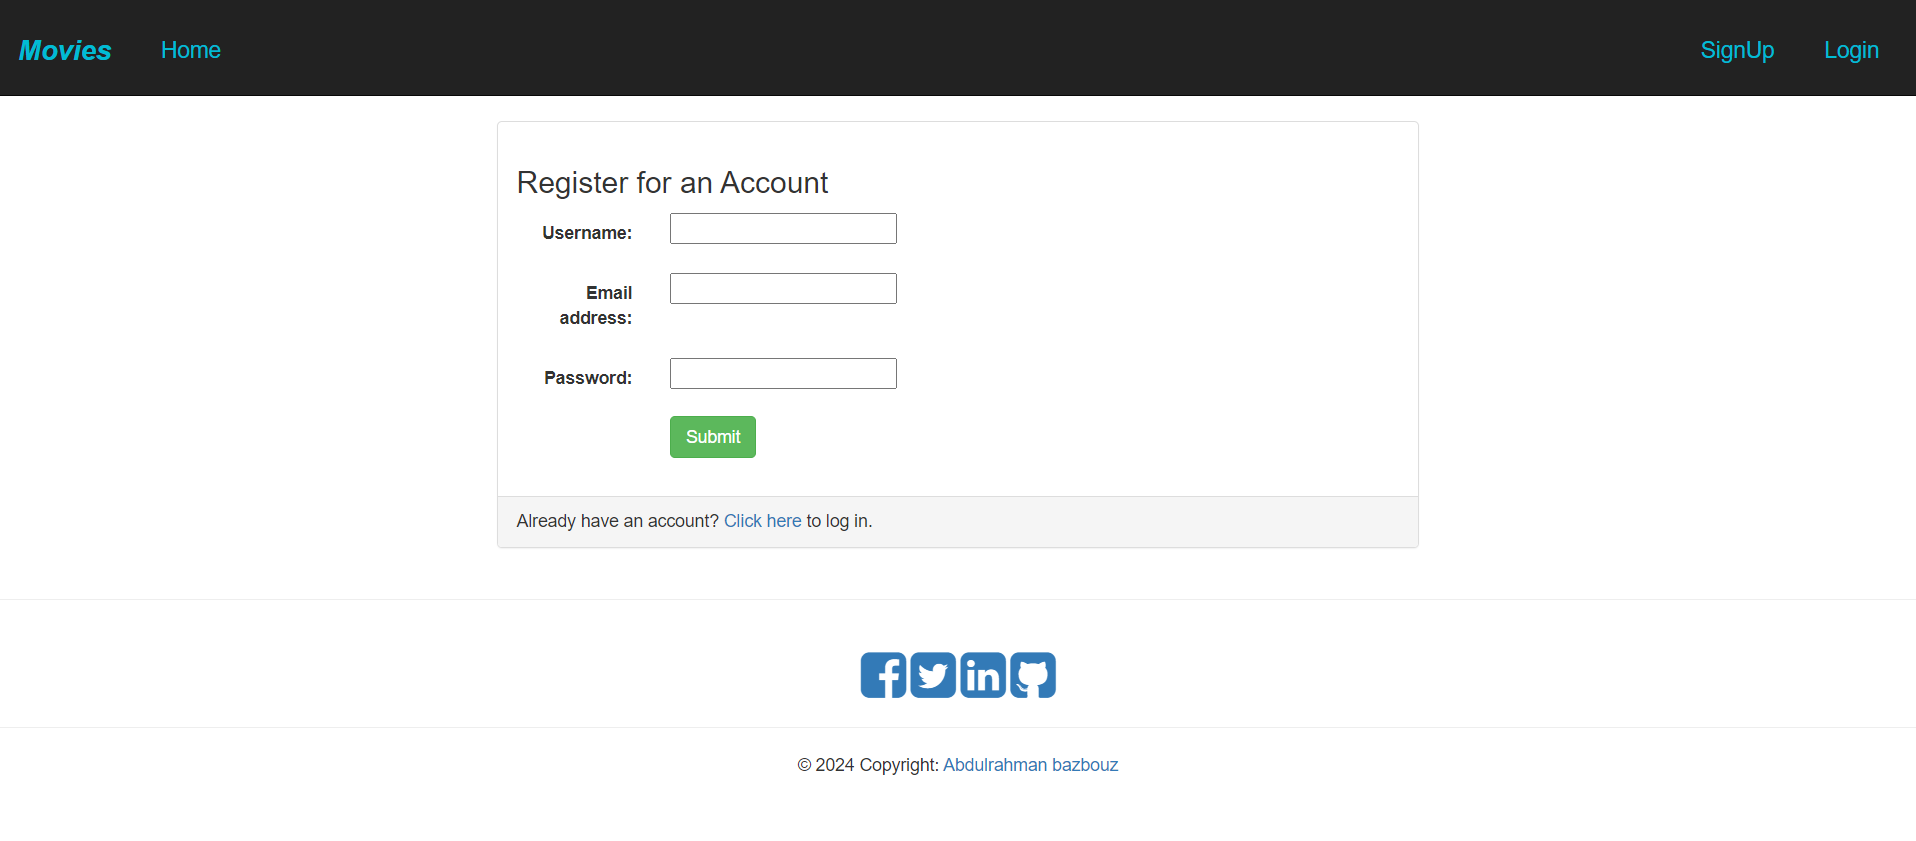 Movies Home SignUp Login
Register for an Account
Username:
Email
address:
Password:
Submit
Already have an account? Click here to log in.
© 2024 Copyright: Abdulrahman bazbouz